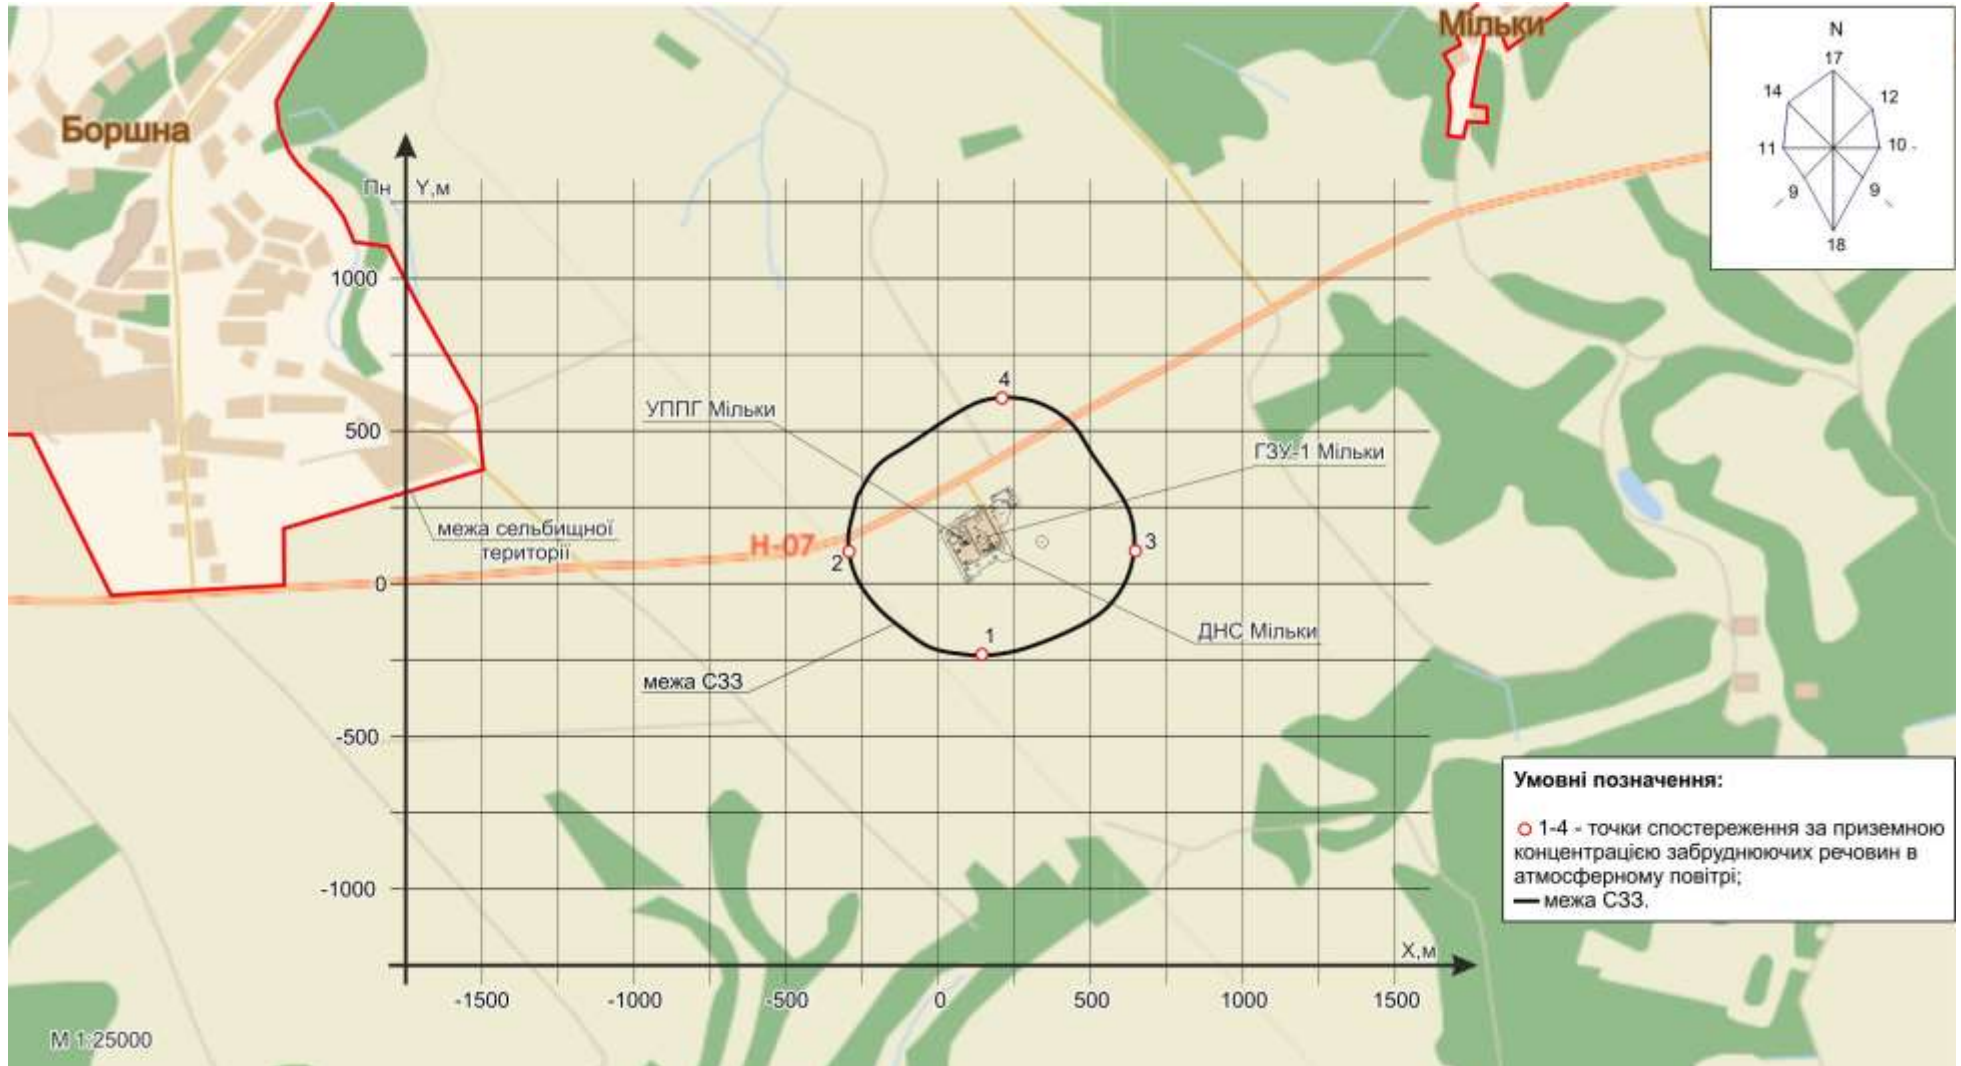 Мільки
N
17
14
12
11
10 -
9
9
18
Боршна
Пн
Y,м
1000
500
0
-500
-1000
УППГ Мільки
4
ГЗУ-1 Мільки
межа сельбищної
території
Н-07
2
3
1
ДНС Мільки
межа СЗЗ
Х,м
-1500
-1000
-500
0
500
1000
1500
Умовні позначення:
1-4 - точки спостереження за приземною
концентрацією забруднюючих речовин в
атмосферному повітрі;
межа СЗЗ.
М 1:25000